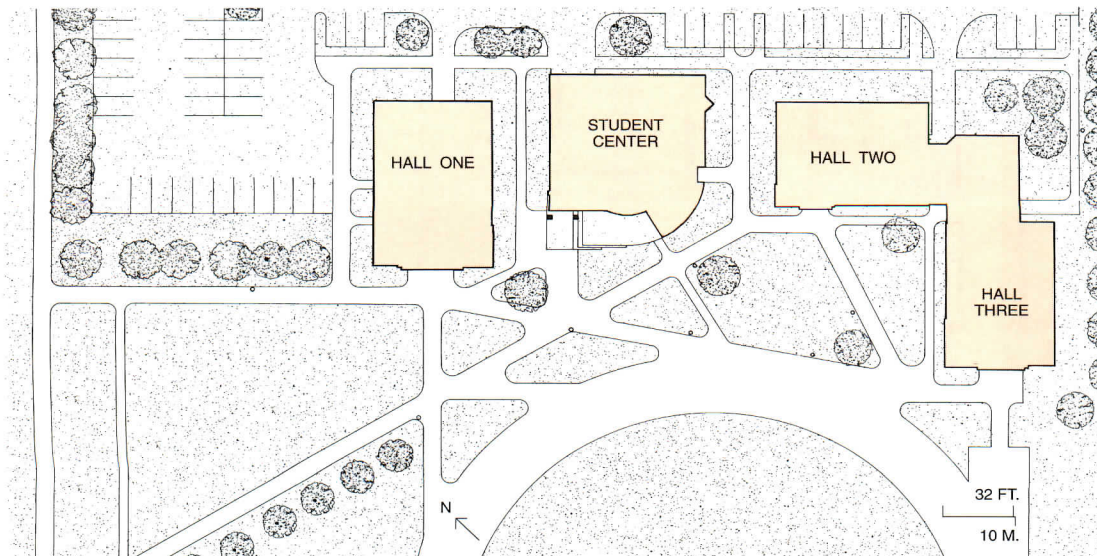 HALL ONE
STUDENT
CENTER
HALL TWO
HALL
THREE
N
32 FT.
10 M.